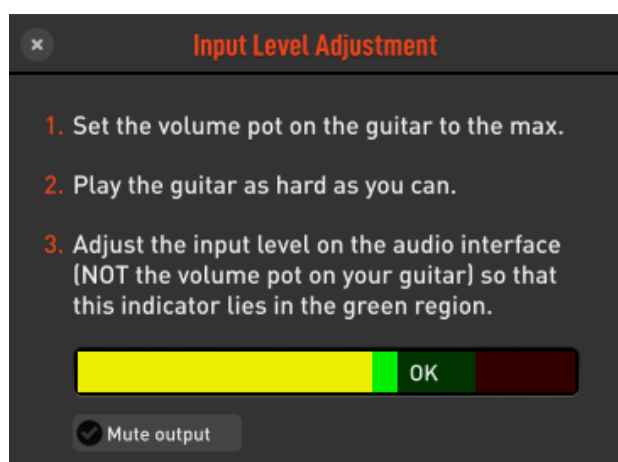 Input Level Adjustment
1. Set the volume pot on the guitar to the max.
2. Play the guitar as hard as you can.
3. Adjust the input level on the audio interface
(NOT the volume pot on your guitar) so that
this indicator lies in the green region.
OK
Mute output